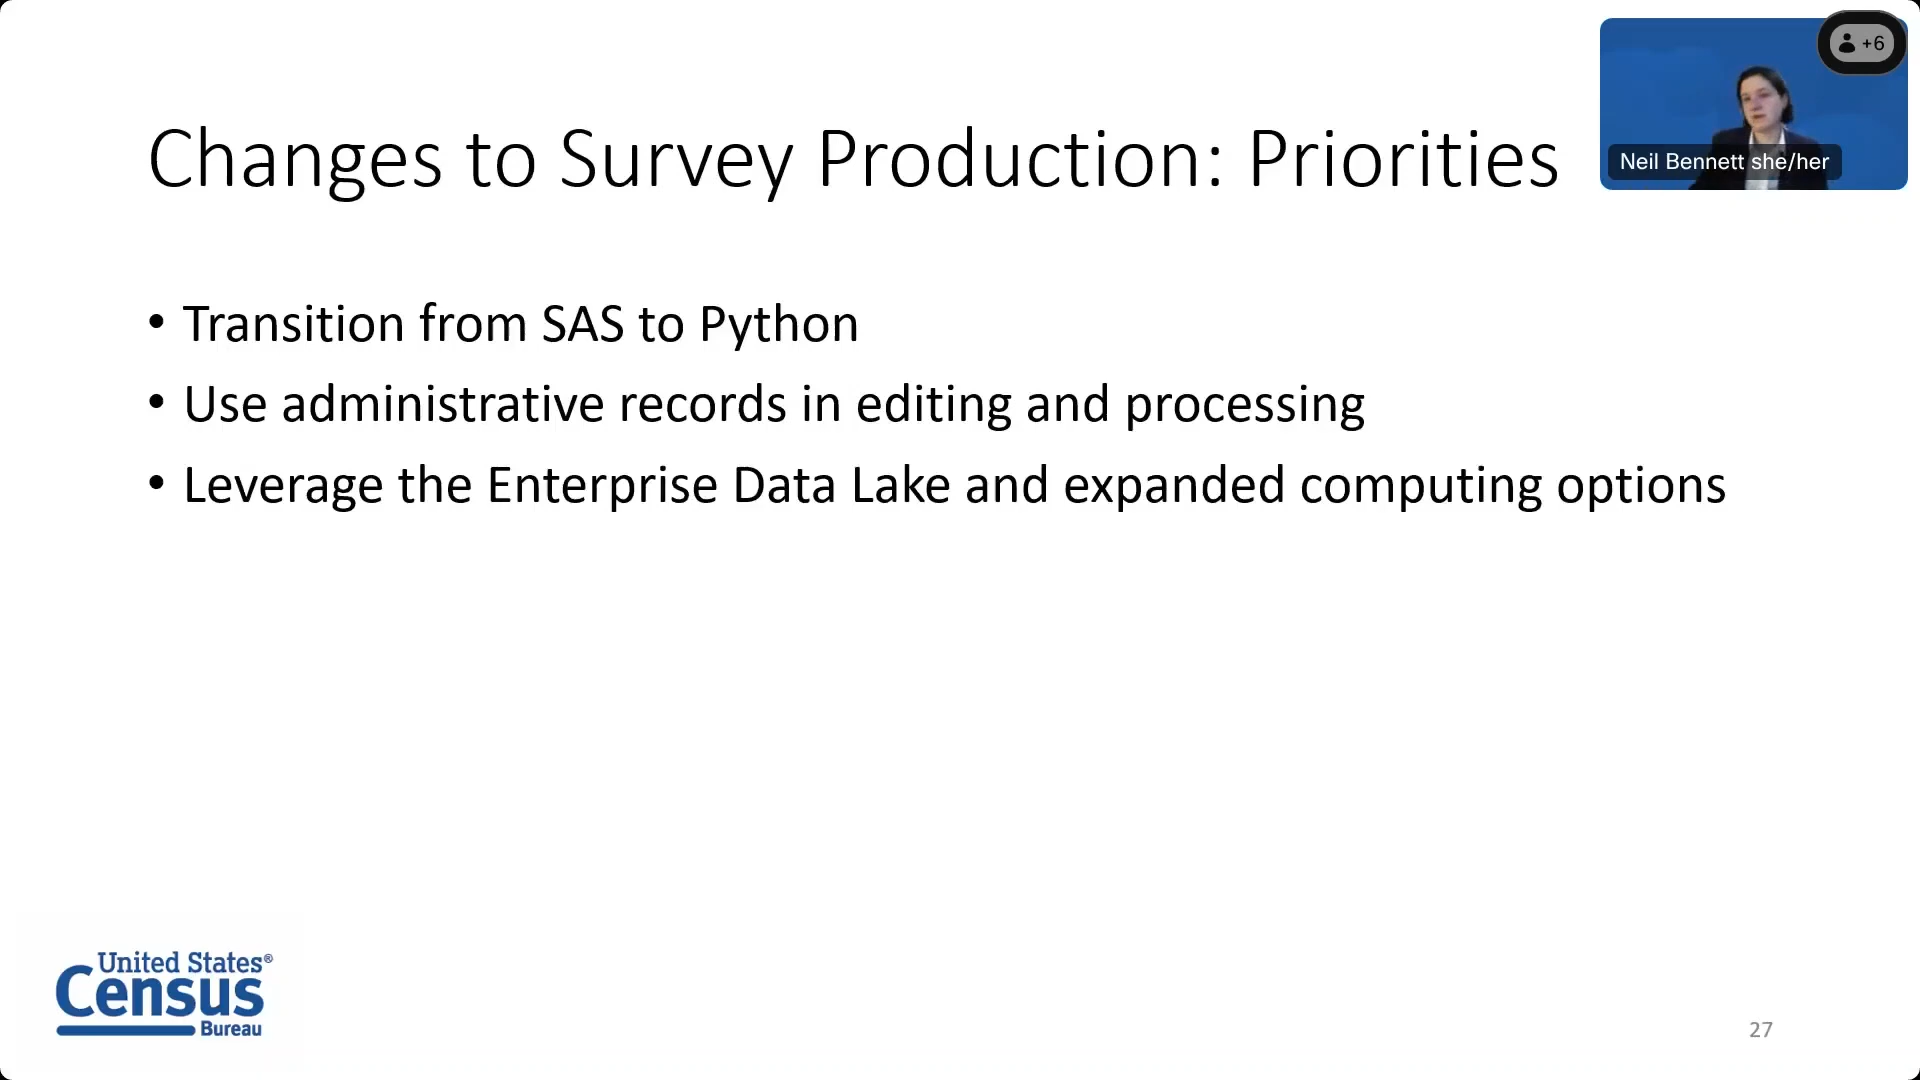 +6
Neil Bennett she/her
Changes to Survey Production: Priorities
• Transition from SAS to Python
• Use administrative records in editing and processing
• Leverage the Enterprise Data Lake and expanded computing options
United States®
Census
Bureau
27